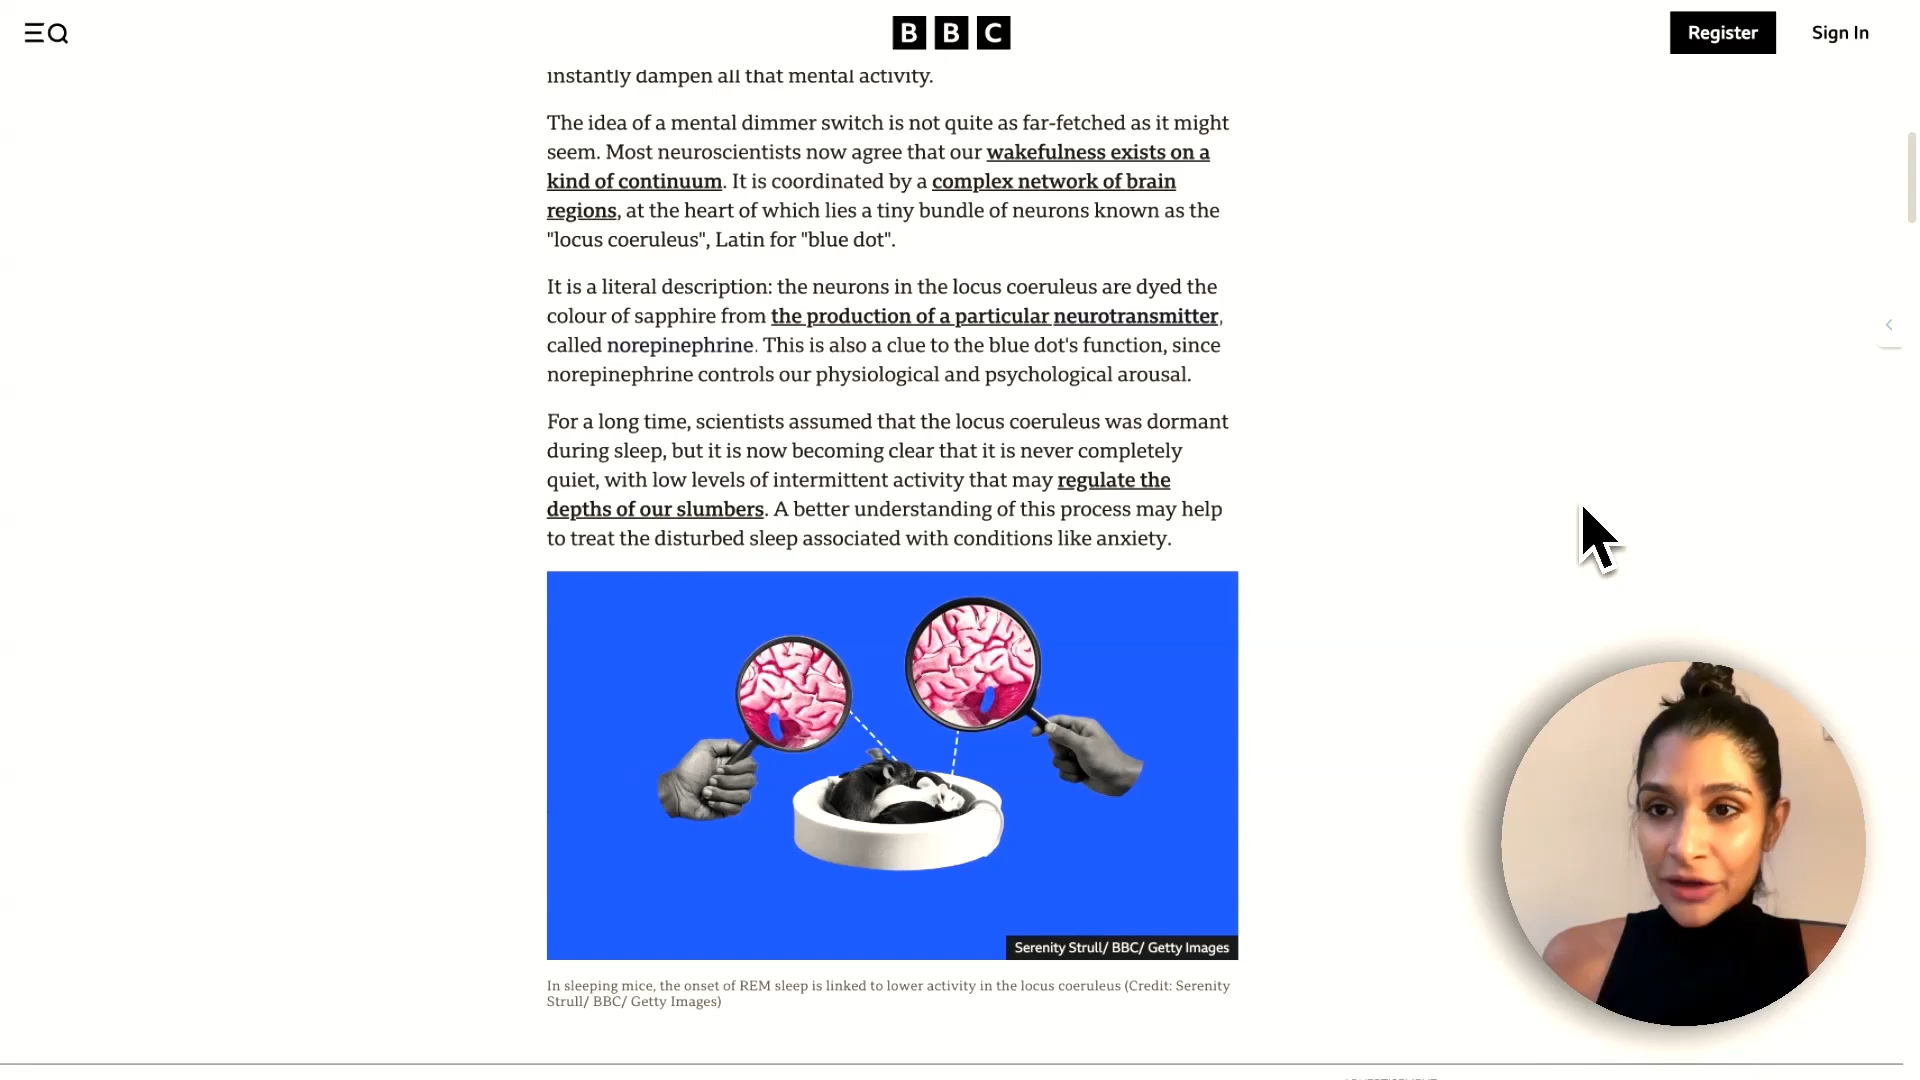 BBC
Register
Sign In
instantly dampen all that mental activity.
The idea of a mental dimmer switch is not quite as far-fetched as it might
seem. Most neuroscientists now agree that our wakefulness exists on a
kind of continuum. It is coordinated by a complex network of brain
regions, at the heart of which lies a tiny bundle of neurons known as the
"locus coeruleus", Latin for "blue dot".
It is a literal description: the neurons in the locus coeruleus are dyed the
colour of sapphire from the production of a particular neurotransmitter,
called norepinephrine. This is also a clue to the blue dot's function, since
norepinephrine controls our physiological and psychological arousal.
For a long time, scientists assumed that the locus coeruleus was dormant
during sleep, but it is now becoming clear that it is never completely
quiet, with low levels of intermittent activity that may regulate the
depths of our slumbers. A better understanding of this process may help
to treat the disturbed sleep associated with conditions like anxiety.
Serenity Strull/ BBC/ Getty Images
In sleeping mice, the onset of REM sleep is linked to lower activity in the locus coeruleus (Credit: Serenity
Strull/ BBC/ Getty Images)